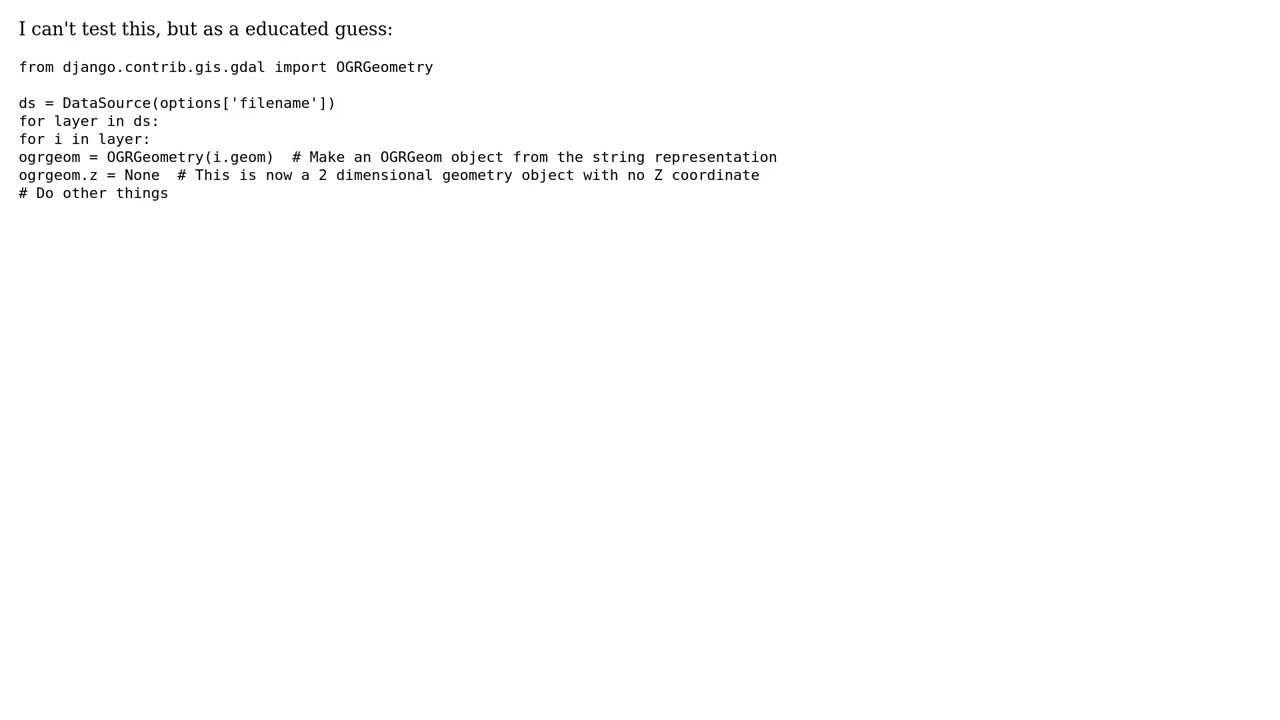 I can't test this, but as a educated guess:
from django.contrib.gis.gdal import OGRGeometry
ds = DataSource(options['filename'])
for layer in ds:
for i in layer:
ogrgeom = OGRGeometry(i.geom)  # Make an OGRGeom object from the string representation
ogrgeom.z = None  # This is now a 2 dimensional geometry object with no Z coordinate
# Do other things